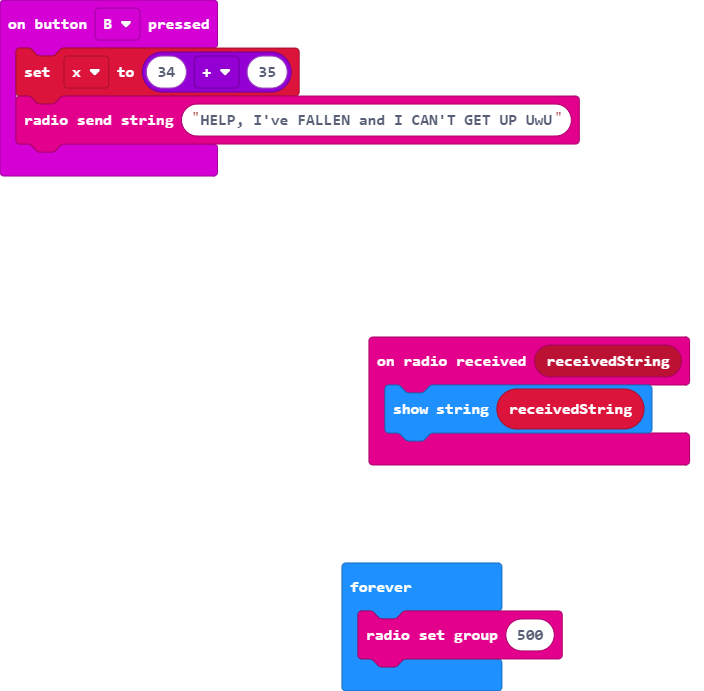 on button B pressed
set x to 34 + 35
radio send string "HELP, I've FALLEN and I CAN'T GET UP UwU"
on radio received receivedString
show string receivedString
forever
radio set group 500